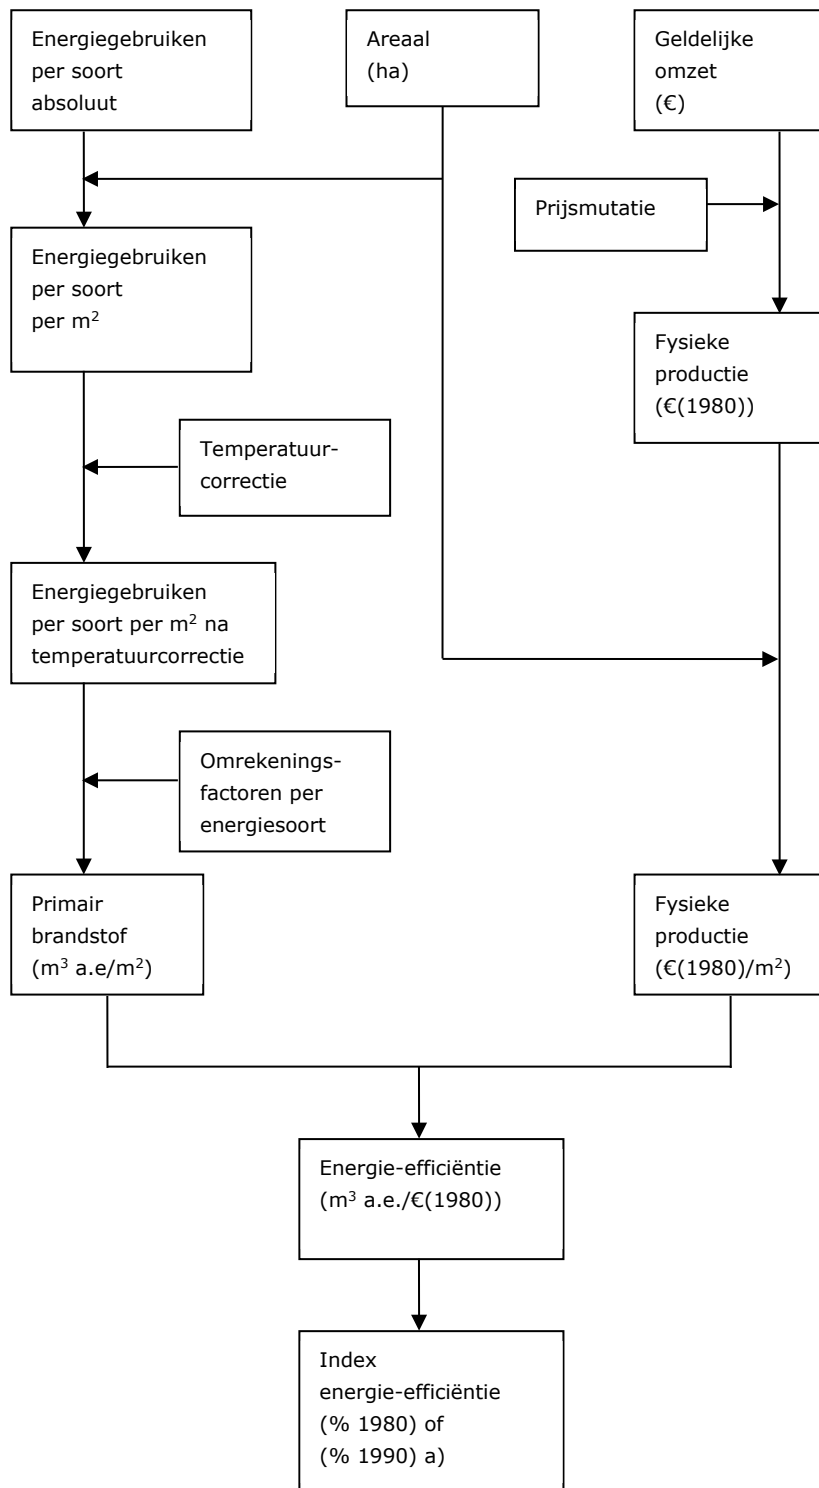 Energiegebruiken
per soort
absoluut
Areaal
(ha)
Geldelijke
omzet
(€)
Prijsmutatie
Energiegebruiken
per soort
per m²
Fysieke
productie
(€(1980))
Temperatuur-
correctie
Energiegebruiken
per soort per m² na
temperatuurcorrectie
Omrekenings-
factoren per
energiesoort
Primair
brandstof
(m³ a.e/m²)
Fysieke
productie
(€(1980)/m²)
Energie-efficiëntie
(m³ a.e./€(1980))
Index
energie-efficiëntie
(% 1980) of
(% 1990) a)